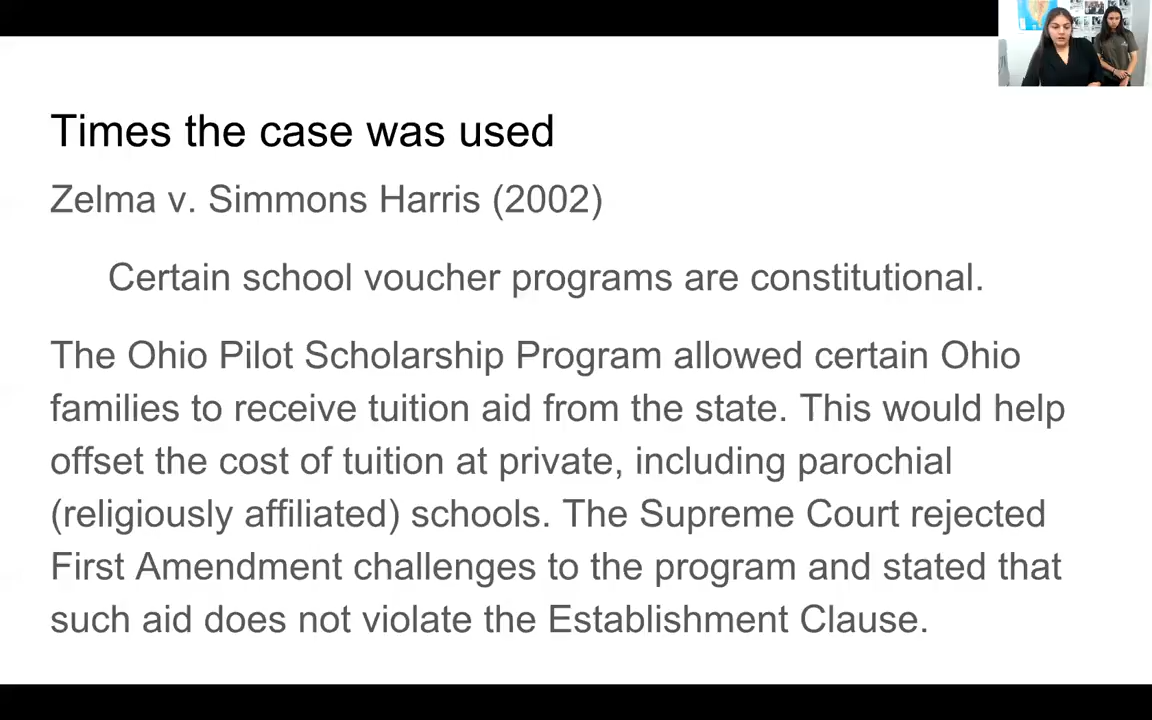 Times the case was used
Zelma v. Simmons Harris (2002)
Certain school voucher programs are constitutional.
The Ohio Pilot Scholarship Program allowed certain Ohio
families to receive tuition aid from the state. This would help
offset the cost of tuition at private, including parochial
(religiously affiliated) schools. The Supreme Court rejected
First Amendment challenges to the program and stated that
such aid does not violate the Establishment Clause.